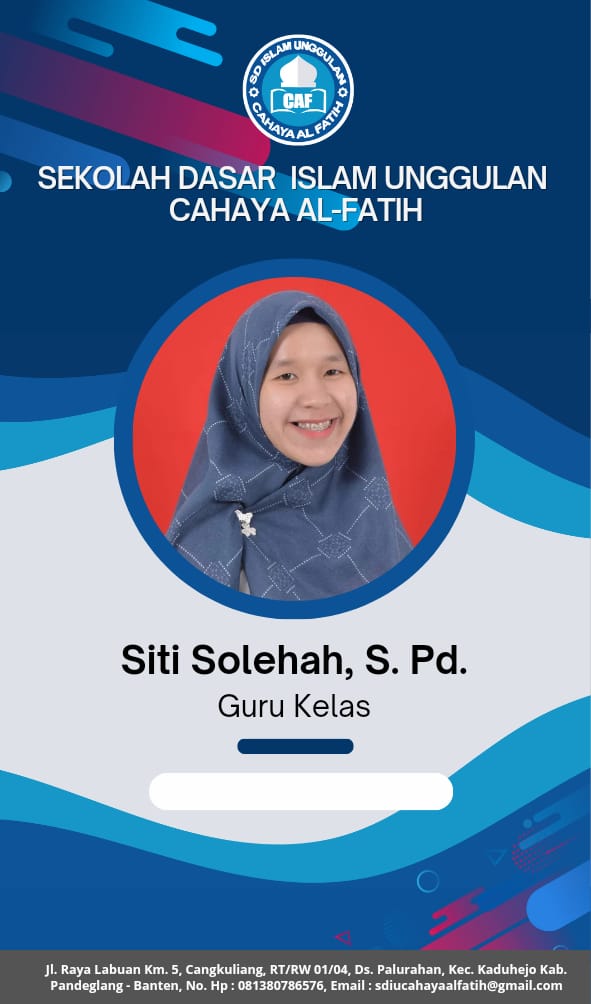 SD ISLAM UNGGULAN
CAF
CAHAYA AL FATIH
SEKOLAH DASAR ISLAM UNGGULAN
CAHAYA AL-FATIH
Siti Solehah, S. Pd.
Guru Kelas
Jl. Raya Labuan Km. 5, Cangkuliang, RT/RW 01/04, Ds. Palurahan, Kec. Kaduhejo Kab.
Pandeglang - Banten, No. Hp : 081380786576, Email : sdiucahayaalfatih@gmail.com